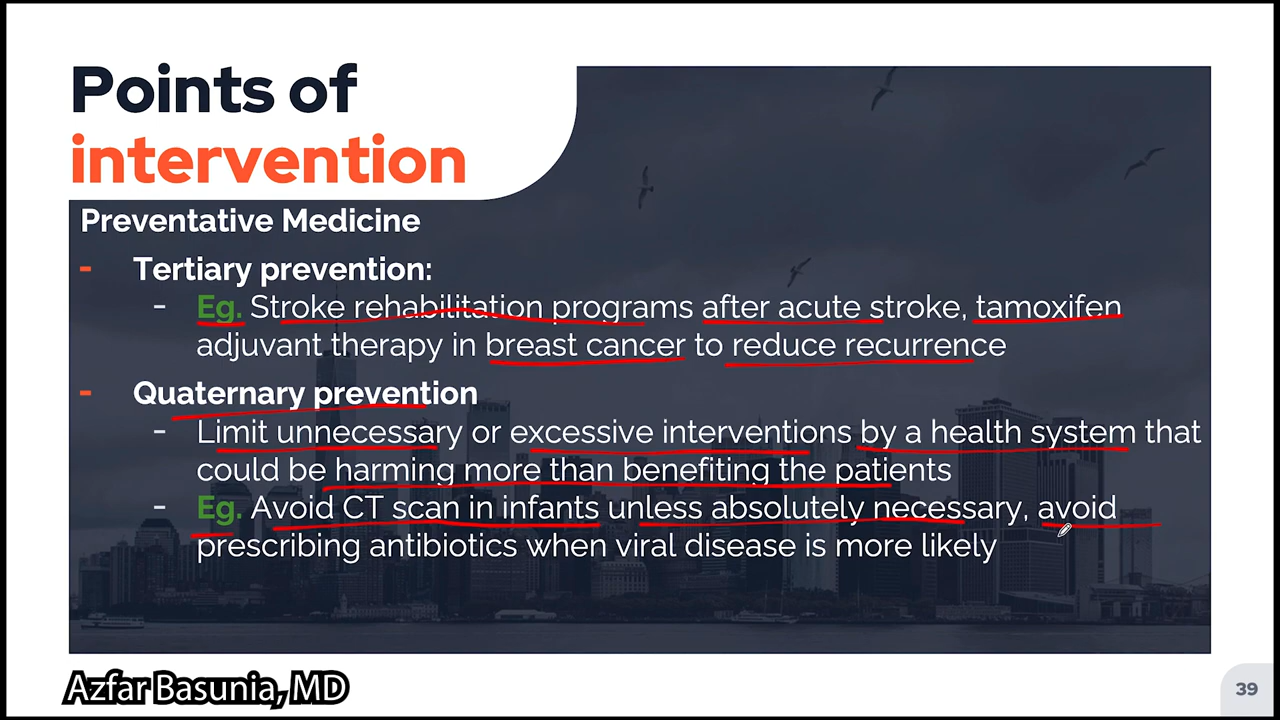 Points of
intervention
Preventative Medicine
- Tertiary prevention:
- Eg. Stroke rehabilitation programs after acute stroke, tamoxifen
adjuvant therapy in breast cancer to reduce recurrence
- Quaternary prevention
- Limit unnecessary or excessive interventions by a health system that
could be harming more than benefiting the patients
- Eg. Avoid CT scan in infants unless absolutely necessary, avoid
prescribing antibiotics when viral disease is more likely
Azfar Basunia, MD
39